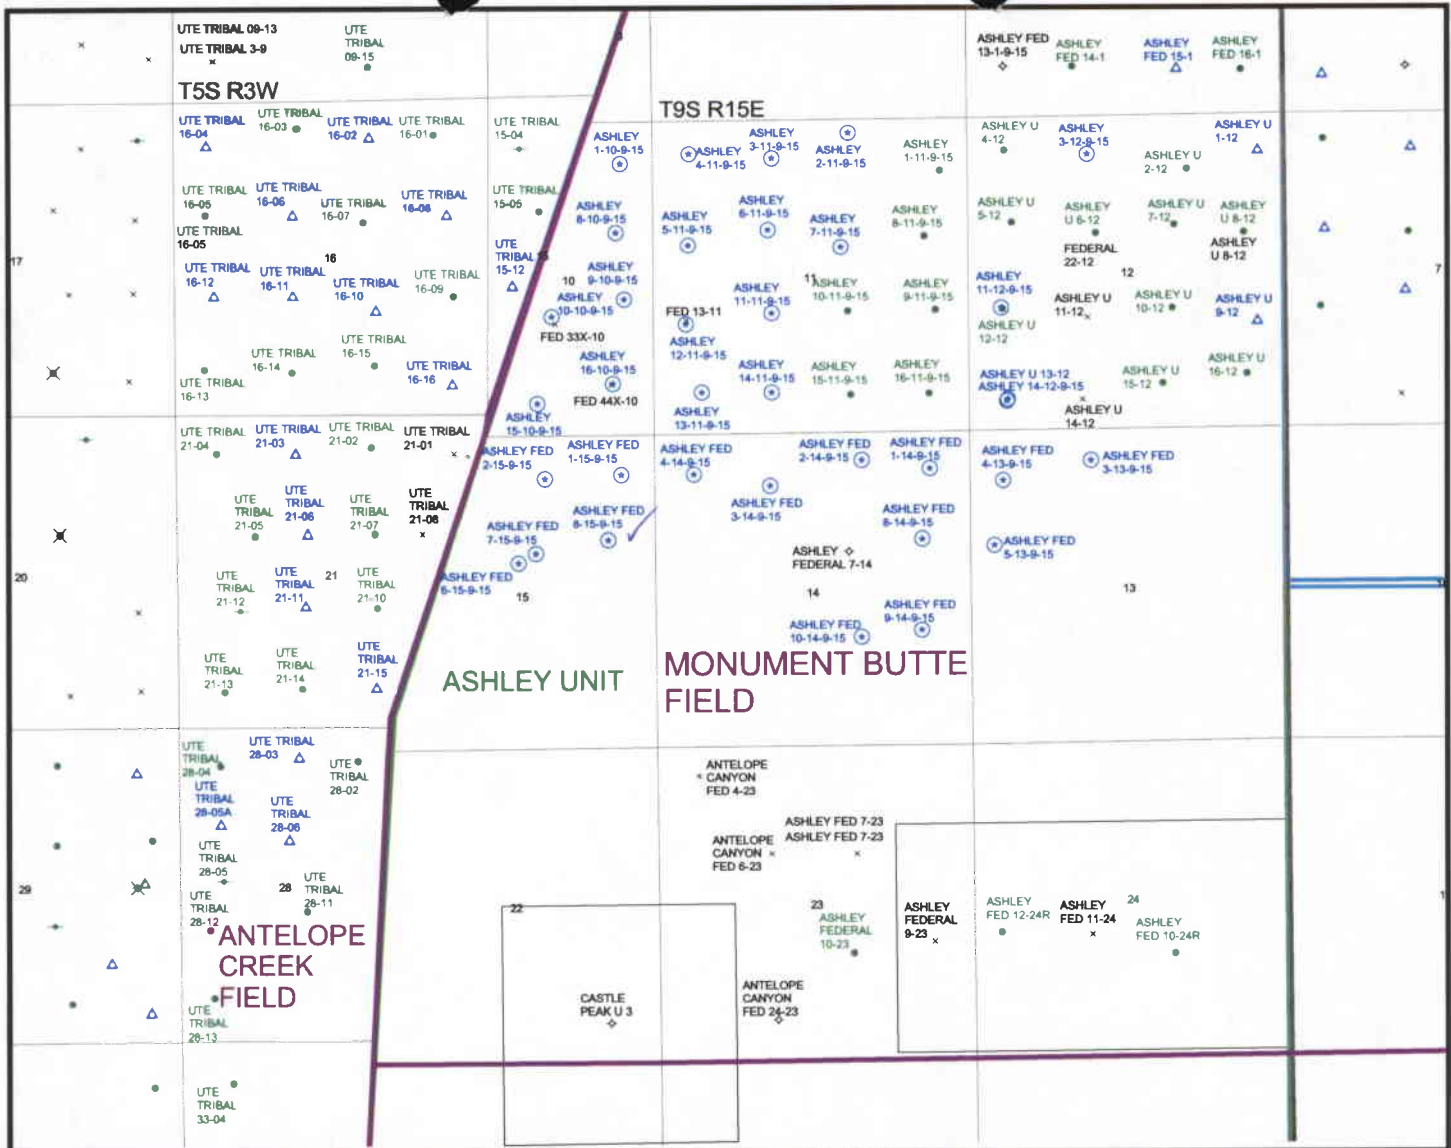 UTE TRIBAL 09-13
UTE TRIBAL 3-9
UTE
TRIBAL
09-15
T5S R3W
UTE TRIBAL
16-04
UTE TRIBAL
16-03
UTE TRIBAL
16-02
UTE TRIBAL
16-01
UTE TRIBAL
15-04
UTE TRIBAL
16-05
UTE TRIBAL
16-05
UTE TRIBAL
16-06
UTE TRIBAL
16-07
UTE TRIBAL
16-08
UTE TRIBAL
15-05
17
16
UTE TRIBAL
16-12
UTE TRIBAL
16-11
UTE TRIBAL
16-10
UTE TRIBAL
16-09
UTE
TRIBAL
15-12
UTE TRIBAL
16-13
UTE TRIBAL
16-14
UTE TRIBAL
16-15
UTE TRIBAL
16-16
UTE TRIBAL
21-04
UTE TRIBAL
21-03
UTE TRIBAL
21-02
UTE TRIBAL
21-01
UTE
TRIBAL
21-05
UTE
TRIBAL
21-06
UTE
TRIBAL
21-07
UTE
TRIBAL
21-08
20
UTE
TRIBAL
21-12
UTE
TRIBAL
21-11
21
UTE
TRIBAL
21-10
UTE
TRIBAL
21-13
UTE
TRIBAL
21-14
UTE
TRIBAL
21-15
UTE
TRIBAL
28-04
UTE TRIBAL
28-03
UTE
TRIBAL
28-02
UTE
TRIBAL
28-05A
UTE
TRIBAL
28-06
UTE
TRIBAL
28-05
29
28
UTE
TRIBAL
28-11
UTE
TRIBAL
28-12
ANTELOPE
CREEK
FIELD
UTE
TRIBAL
28-13
UTE
TRIBAL
33-04
T9S R15E
ASHLEY FED
13-1-9-15
ASHLEY
FED 14-1
ASHLEY
FED 15-1
ASHLEY
FED 16-1
ASHLEY
1-10-9-15
ASHLEY
4-11-9-15
ASHLEY
3-11-9-15
ASHLEY
2-11-9-15
ASHLEY
1-11-9-15
ASHLEY U
4-12
ASHLEY
3-12-9-15
ASHLEY U
2-12
ASHLEY U
1-12
ASHLEY
8-10-9-15
ASHLEY
5-11-9-15
ASHLEY
6-11-9-15
ASHLEY
7-11-9-15
ASHLEY
8-11-9-15
ASHLEY U
5-12
ASHLEY
U 6-12
ASHLEY U
7-12
ASHLEY
U 8-12
ASHLEY
U 8-12
FEDERAL
22-12
12
7
10
ASHLEY
9-10-9-15
ASHLEY
10-10-9-15
FED 33X-10
FED 13-11
ASHLEY
12-11-9-15
ASHLEY
11-11-9-15
11
ASHLEY
10-11-9-15
ASHLEY
9-11-9-15
ASHLEY
11-12-9-15
ASHLEY U
12-12
ASHLEY U
11-12
ASHLEY U
10-12
ASHLEY U
9-12
ASHLEY
16-10-9-15
FED 44X-10
ASHLEY
15-10-9-15
ASHLEY
13-11-9-15
ASHLEY
14-11-9-15
ASHLEY
15-11-9-15
ASHLEY
16-11-9-15
ASHLEY U 13-12
ASHLEY 14-12-9-15
ASHLEY U
14-12
ASHLEY U
15-12
ASHLEY U
16-12
ASHLEY FED
2-15-9-15
ASHLEY FED
1-15-9-15
ASHLEY FED
4-14-9-15
ASHLEY FED
3-14-9-15
ASHLEY FED
2-14-9-15
ASHLEY FED
1-14-9-15
ASHLEY FED
4-13-9-15
ASHLEY FED
3-13-9-15
ASHLEY FED
7-15-9-15
ASHLEY FED
8-15-9-15
ASHLEY FED
8-14-9-15
ASHLEY FED
5-13-9-15
ASHLEY FED
6-15-9-15
15
ASHLEY
FEDERAL 7-14
14
13
ASHLEY FED
10-14-9-15
ASHLEY FED
9-14-9-15
ASHLEY UNIT
MONUMENT BUTTE
FIELD
ANTELOPE
CANYON
FED 4-23
ANTELOPE
CANYON
FED 6-23
ASHLEY FED 7-23
ASHLEY FED 7-23
22
23
ASHLEY
FEDERAL
10-23
ASHLEY
FEDERAL
9-23
ASHLEY
FED 12-24R
ASHLEY
FED 11-24
24
ASHLEY
FED 10-24R
CASTLE
PEAK U 3
ANTELOPE
CANYON
FED 24-23